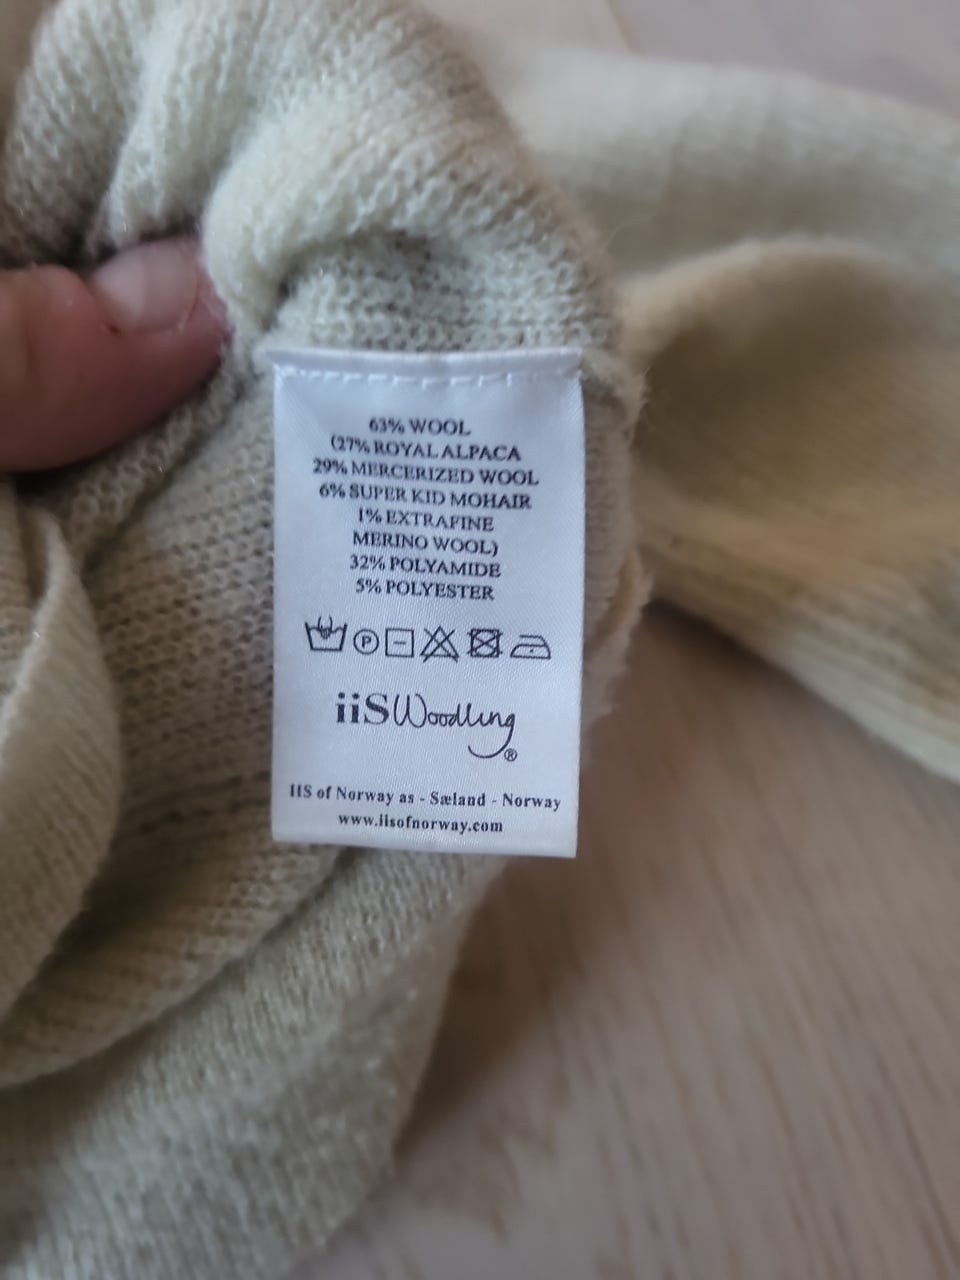 63% WOOL
(27% ROYAL ALPACA
29% MERCERIZED WOOL
6% SUPER KID MOHAIR
1% EXTRAFINE
MERINO WOOL)
32% POLYAMIDE
5% POLYESTER
P
iiS Woodling
®
IIS of Norway as - Sæland - Norway
www.iisofnorway.com